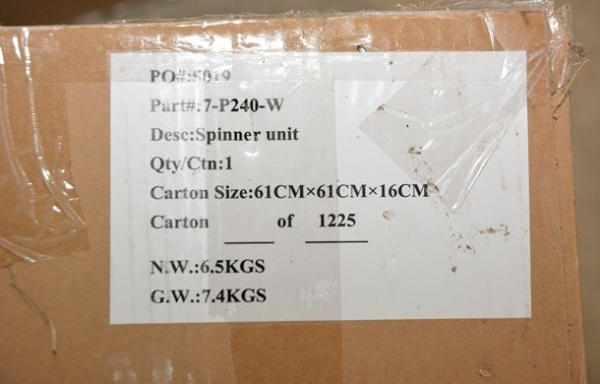 PO#:5019
Part#:7-P240-W
Desc:Spinner unit
Qty/Ctn:1
Carton Size:61CM×61CM×16CM
Carton ____ of 1225
N.W.:6.5KGS
G.W.:7.4KGS